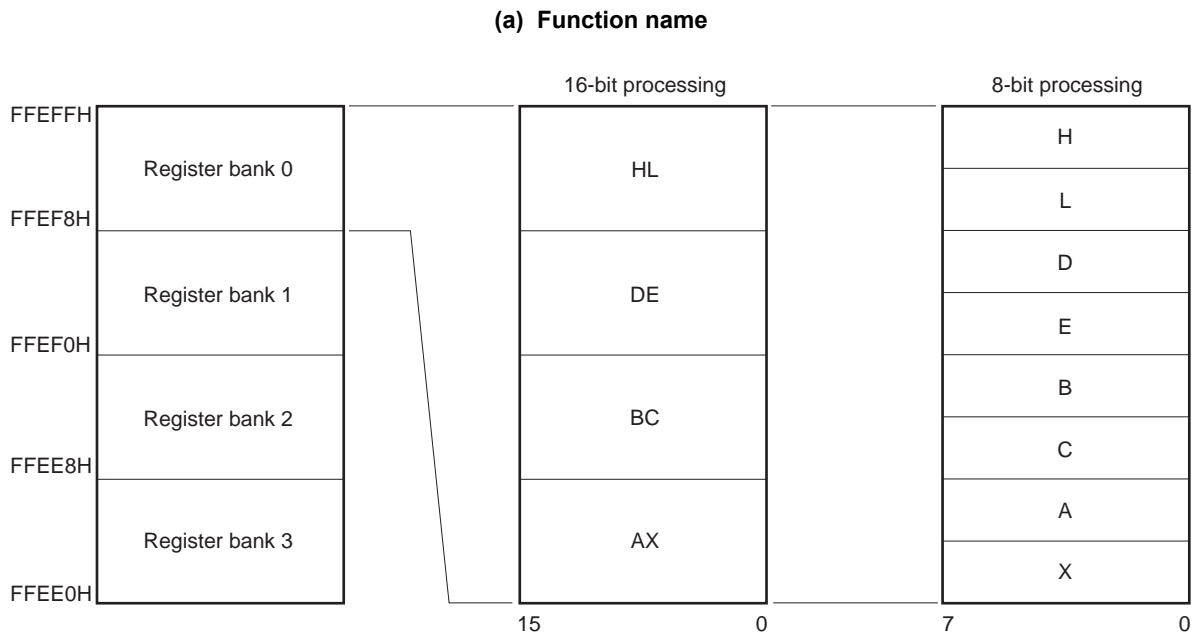 (a) Function name
16-bit processing
8-bit processing
FFEFFH
Register bank 0
HL
H
L
FFEF8H
Register bank 1
DE
D
E
FFEF0H
Register bank 2
BC
B
C
FFEE8H
Register bank 3
AX
A
X
FFEE0H
15 0
7 0